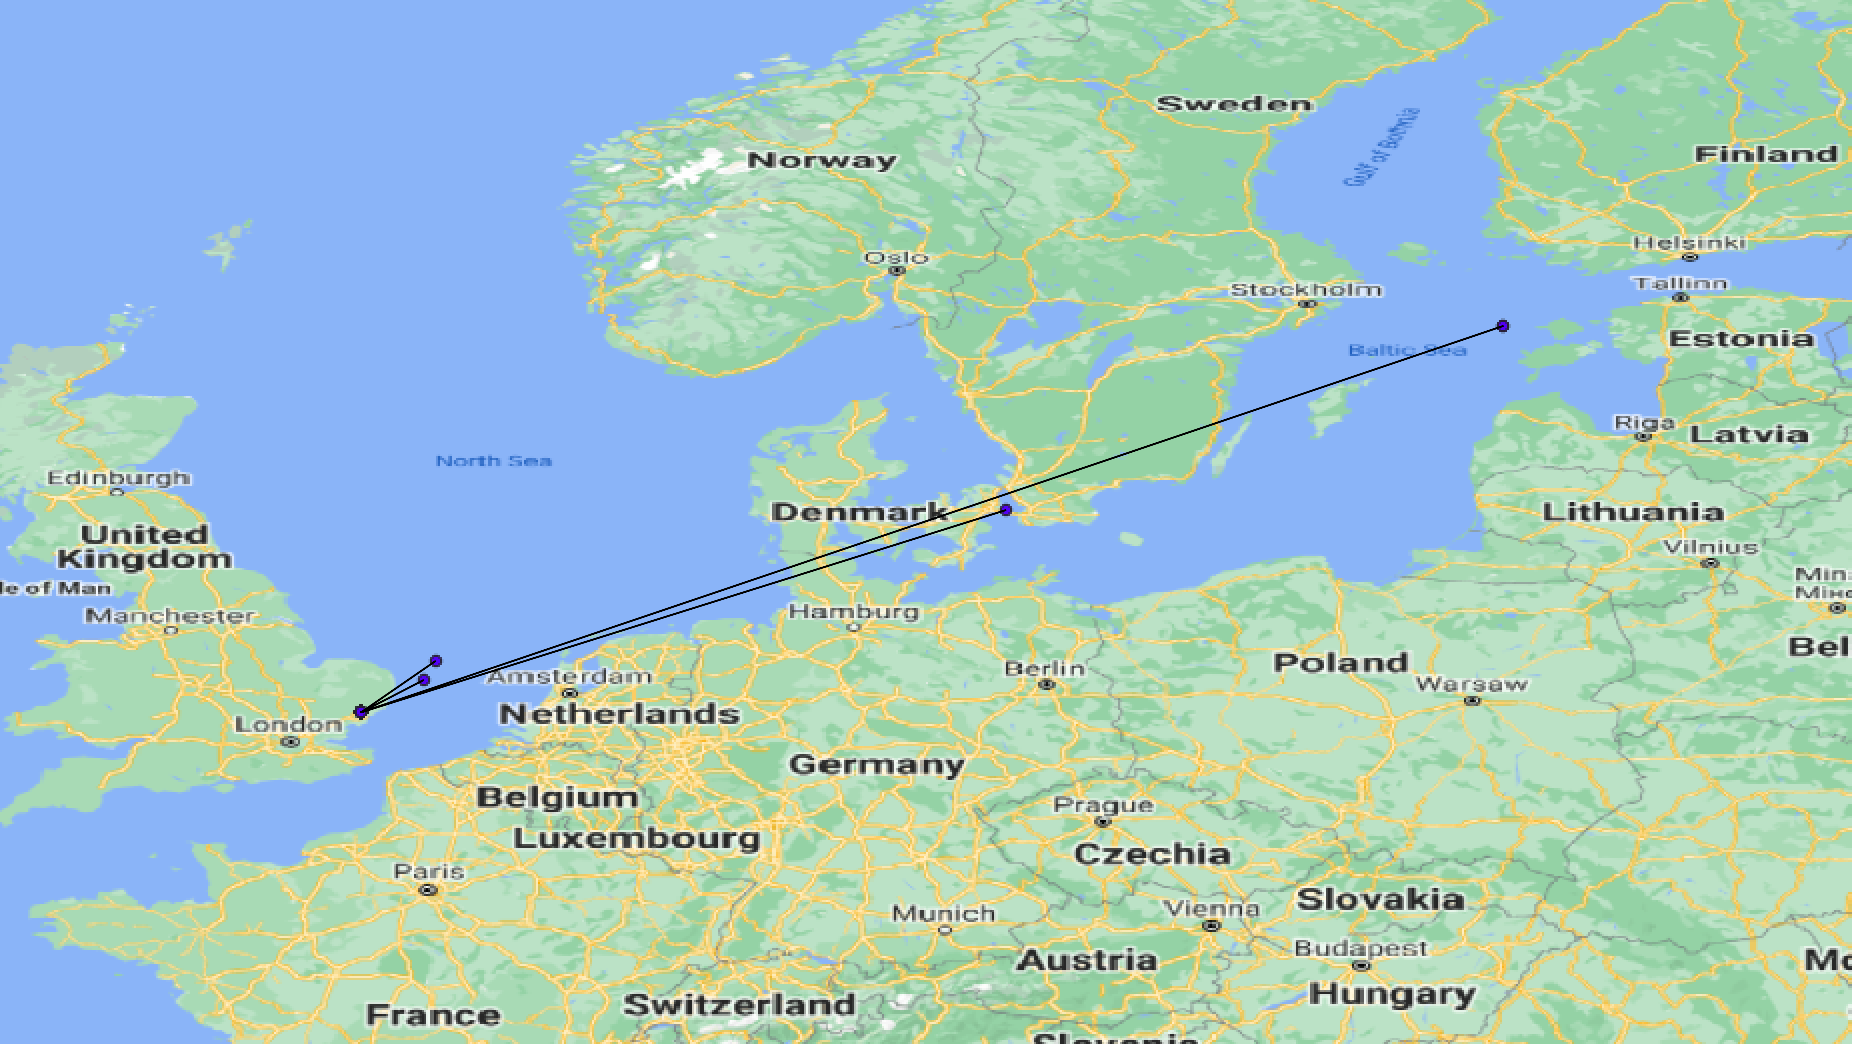 Sweden
Gulf of Bothnia
Norway
Finland
Helsinki
Oslo
Tallinn
Stockholm
Estonia
Baltic Sea
Riga
Latvia
North Sea
Edinburgh
Denmark
Lithuania
United
Kingdom
Vilnius
le of Man
Min
Мин
Manchester
Hamburg
Bel
Amsterdam
Berlin
Poland
Warsaw
London
Netherlands
Germany
Belgium
Prague
Luxembourg
Czechia
Paris
Slovakia
Munich
Vienna
Budapest
Austria
Mo
Hungary
Switzerland
France
Slovenia